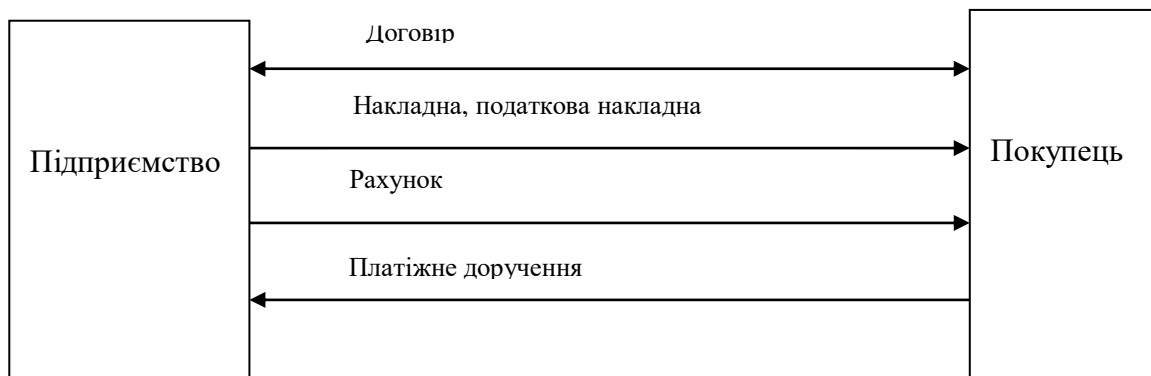 Договір
Накладна, податкова накладна
Підприємство
Покупець
Рахунок
Платіжне доручення